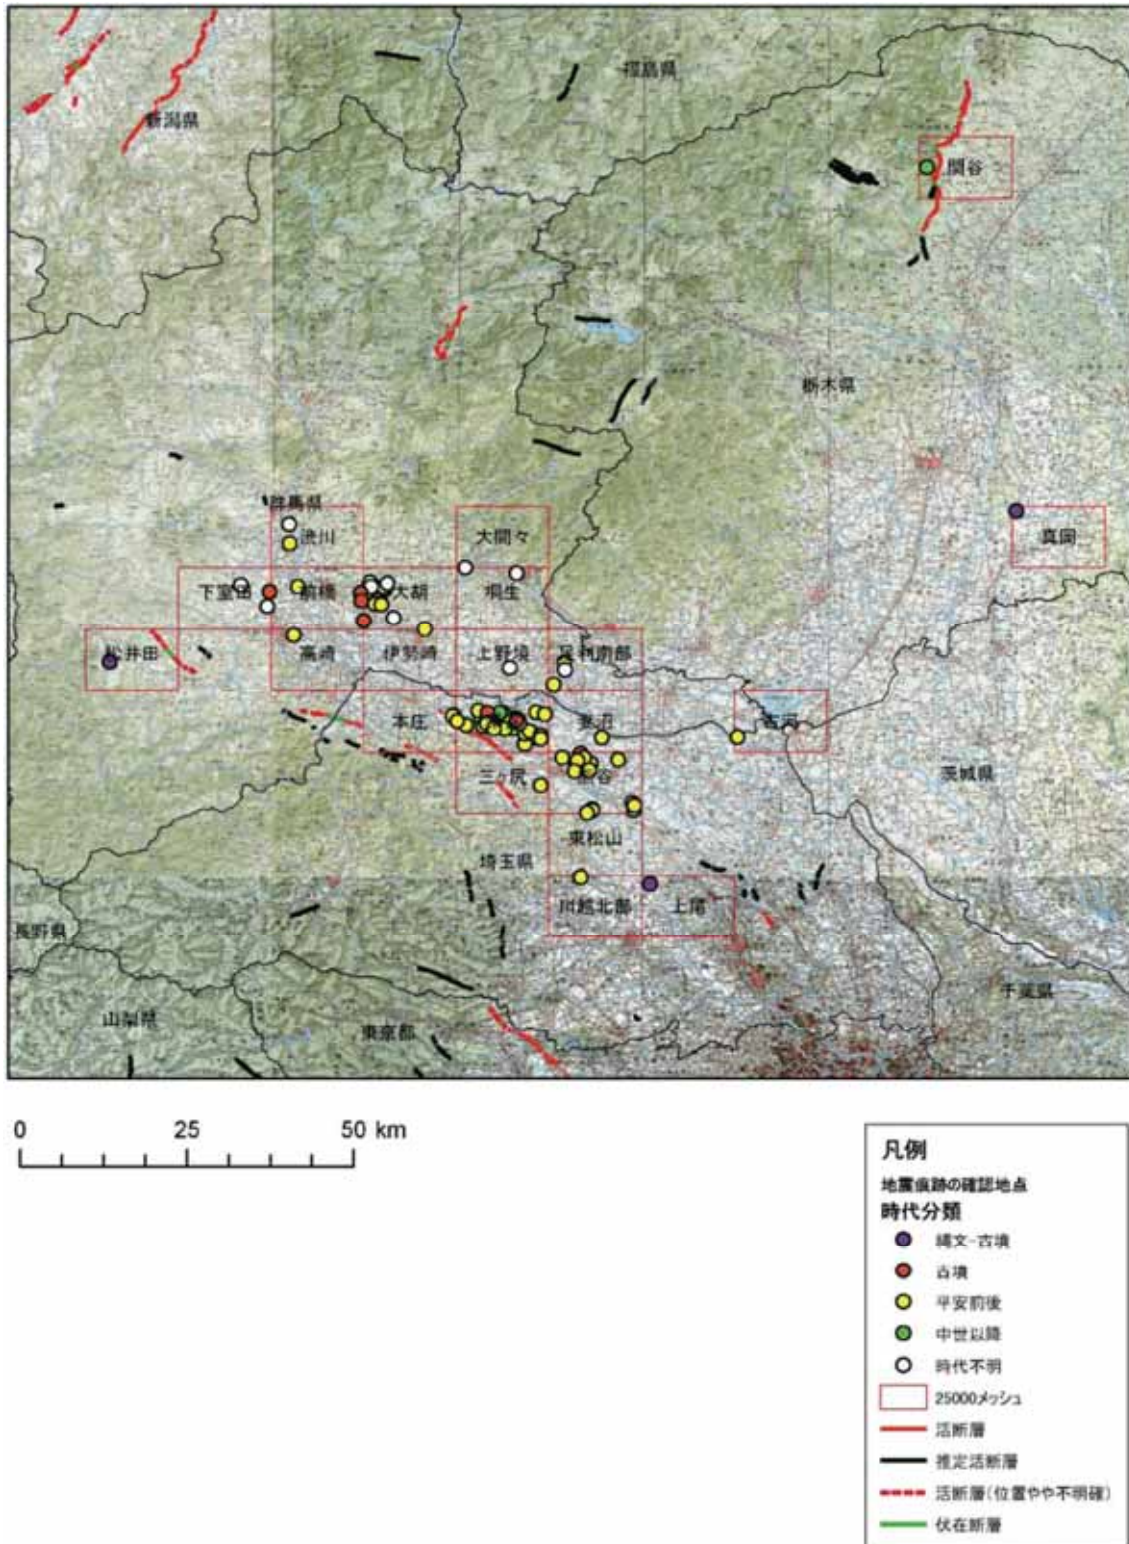 福島県
新潟県
関谷
栃木県
群馬県
渋川
大間々
真岡
下室田
前橋
大胡
桐生
松井田
高崎
伊勢崎
上野境
足利南部
本庄
妻沼
古河
三ヶ尻
熊谷
茨城県
東松山
埼玉県
川越北部
上尾
長野県
千葉県
山梨県
東京都
0 25 50 km
凡例
地震痕跡の確認地点
時代分類
縄文-古墳
古墳
平安前後
中世以降
時代不明
25000メッシュ
活断層
推定活断層
活断層(位置やや不明確)
伏在断層